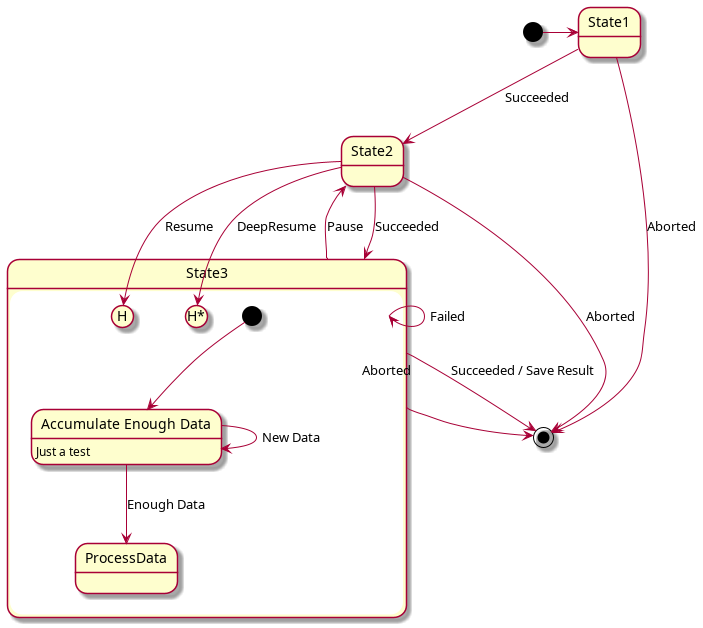 State1
Succeeded
State2
Resume
DeepResume
Pause
Succeeded
Aborted
State3
H
H*
Failed
Aborted
Aborted
Succeeded / Save Result
Accumulate Enough Data
Just a test
New Data
Enough Data
ProcessData